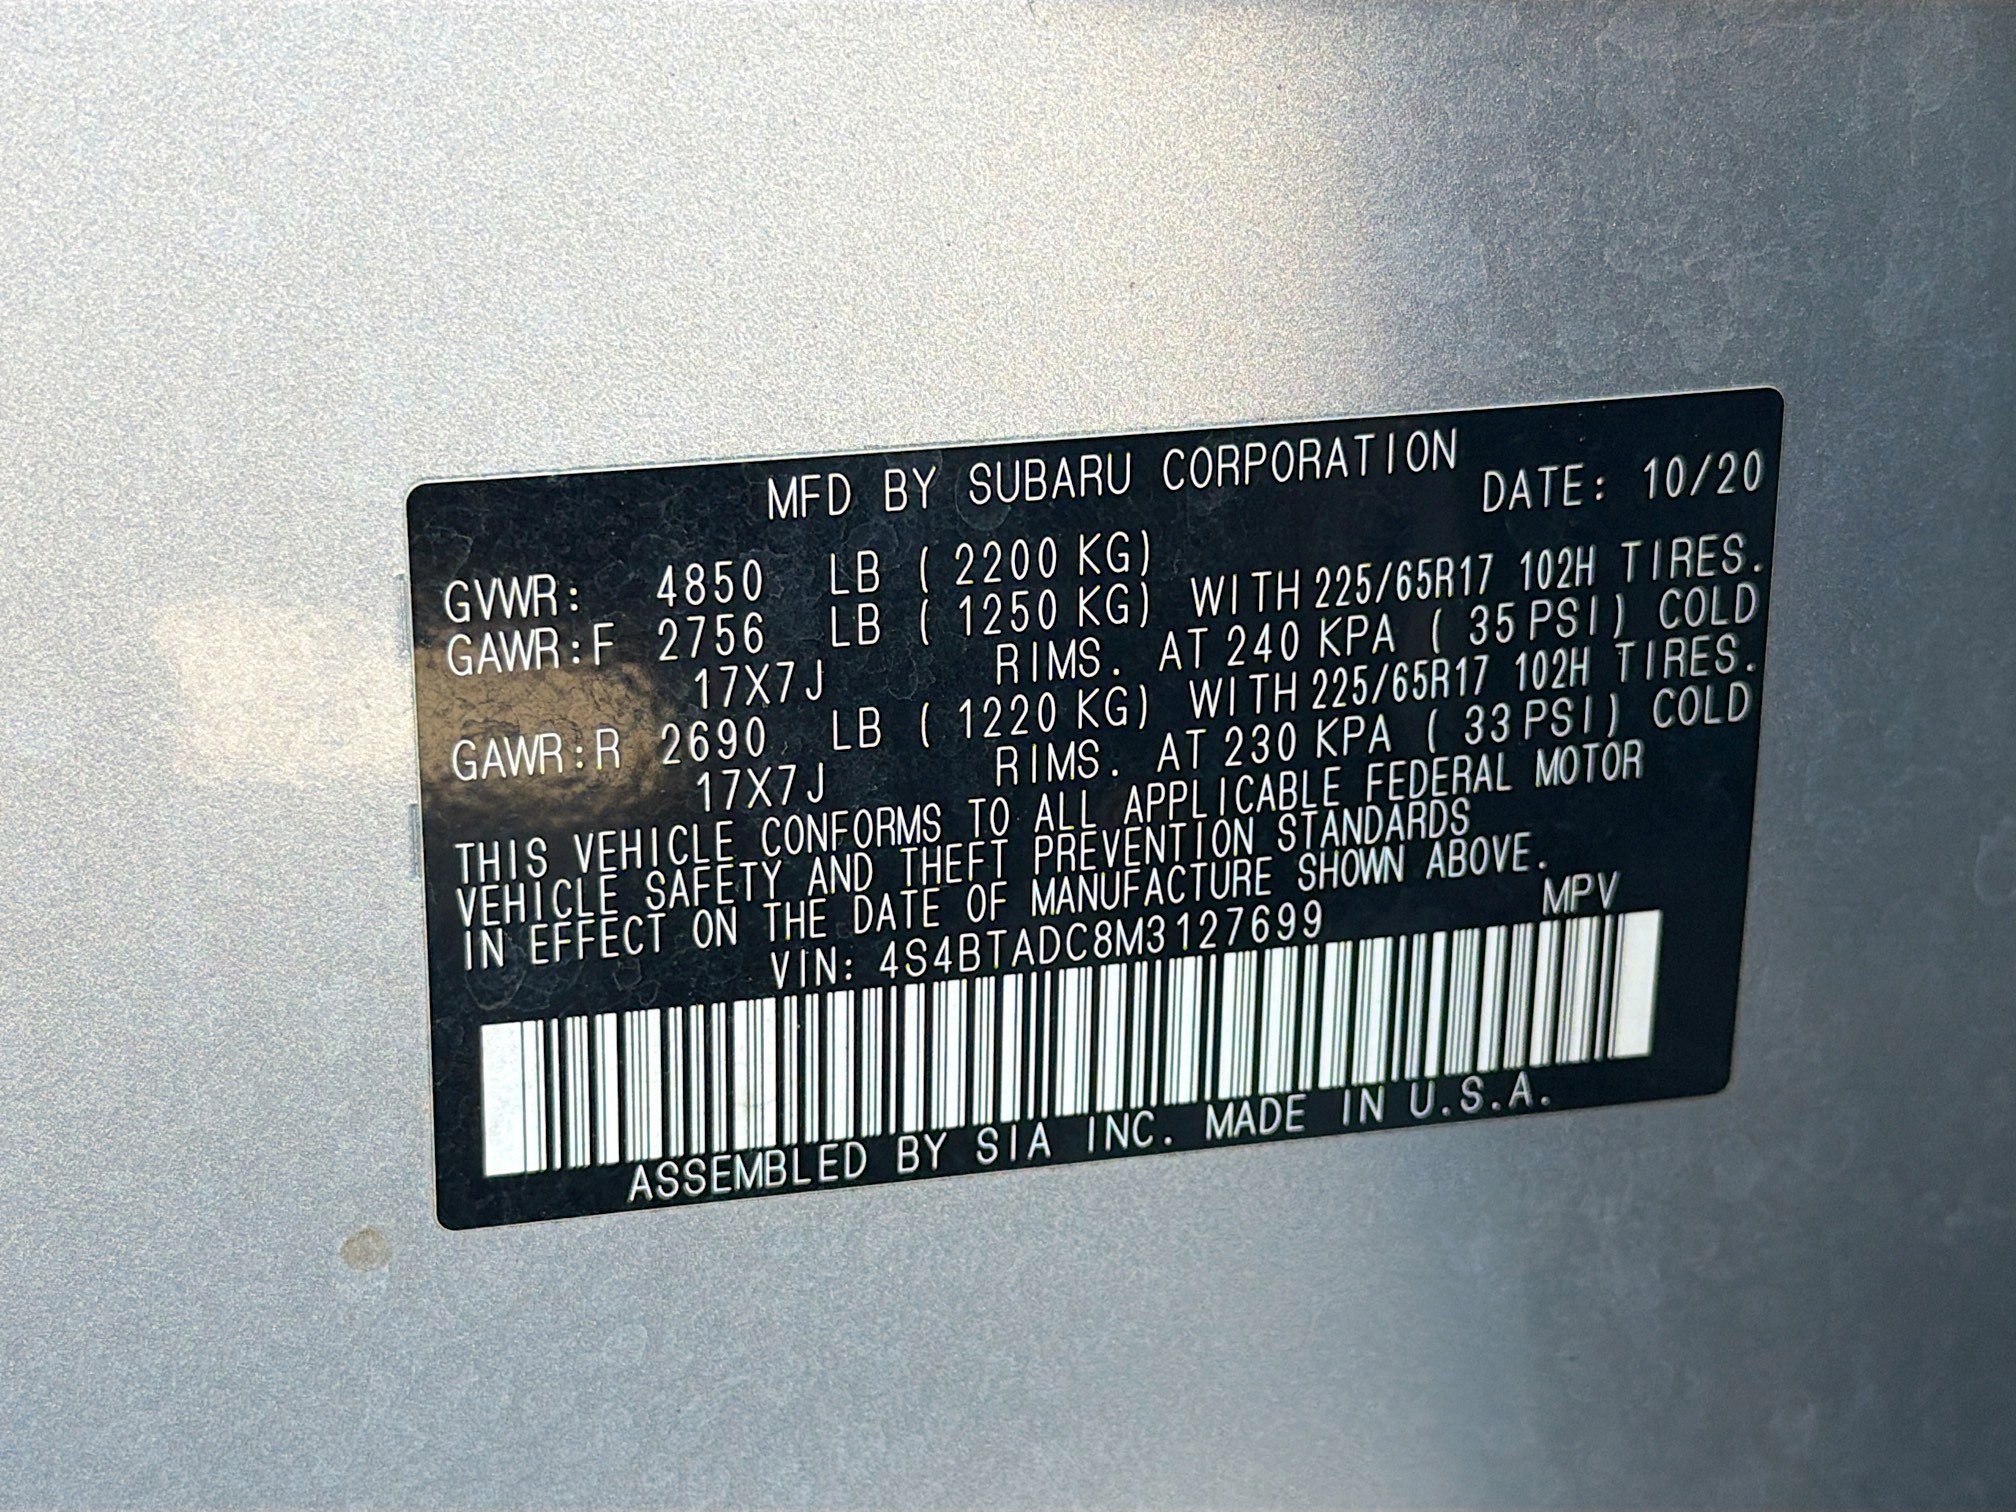 MFD BY SUBARU CORPORATION DATE: 10/20
GVWR: 4850 LB ( 2200 KG)
GAWR:F 2756 LB ( 1250 KG) WITH 225/65R17 102H TIRES.
17X7J RIMS. AT 240 KPA ( 35 PSI) COLD
GAWR:R 2690 LB ( 1220 KG) WITH 225/65R17 102H TIRES.
17X7J RIMS. AT 230 KPA ( 33 PSI) COLD
THIS VEHICLE CONFORMS TO ALL APPLICABLE FEDERAL MOTOR
VEHICLE SAFETY AND THEFT PREVENTION STANDARDS
IN EFFECT ON THE DATE OF MANUFACTURE SHOWN ABOVE.
VIN: 4S4BTADC8M3127699 MPV
ASSEMBLED BY SIA INC. MADE IN U.S.A.